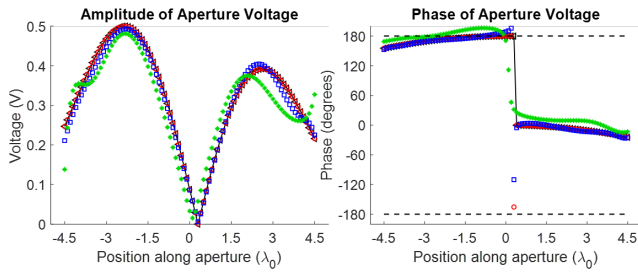 Amplitude of Aperture Voltage
0.5
0.4
0.3
0.2
0.1
0
Voltage (V)
-4.5 -3 -1.5 0 1.5 3 4.5
Position along aperture (λ0)
Phase of Aperture Voltage
180
120
60
0
-60
-120
-180
Phase (degrees)
-4.5 -3 -1.5 0 1.5 3 4.5
Position along aperture (λ0)